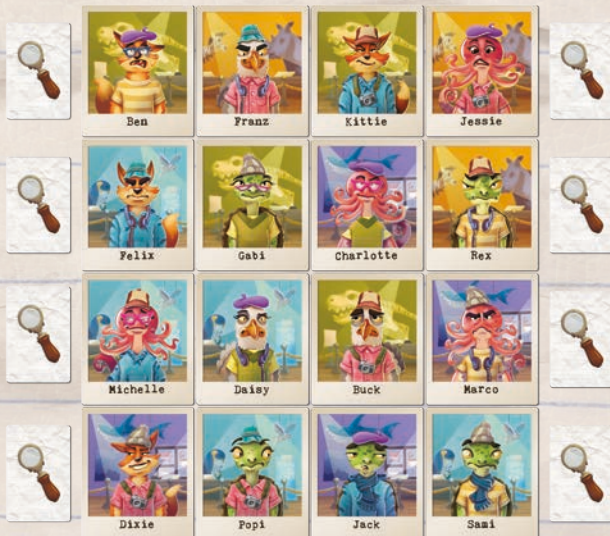 Ben
Franz
Kittie
Jessie
Felix
Gabi
Charlotte
Rex
Michelle
Daisy
Buck
Marco
Dixie
Popi
Jack
Sami